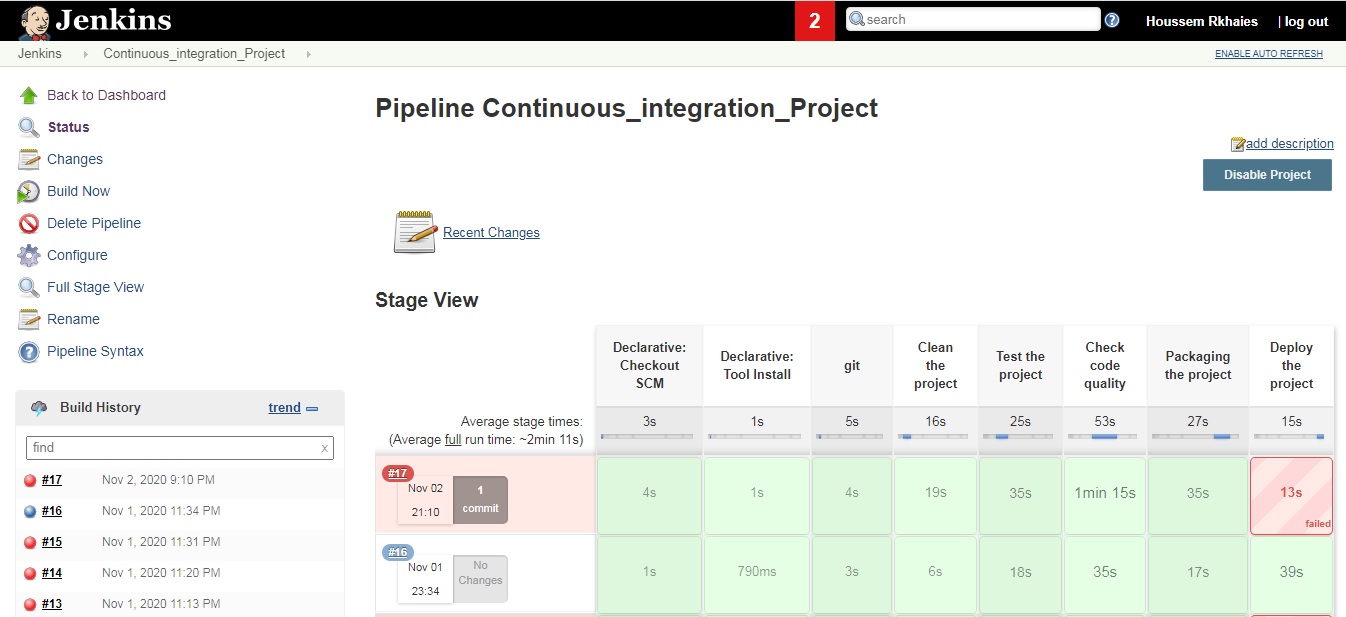 Jenkins
2
search
Houssem Rkhaies
| log out
Jenkins
Continuous_integration_Project
ENABLE AUTO REFRESH
Back to Dashboard
Status
Changes
Build Now
Delete Pipeline
Configure
Full Stage View
Rename
Pipeline Syntax
Build History
trend
find
x
#17 Nov 2, 2020 9:10 PM
#16 Nov 1, 2020 11:34 PM
#15 Nov 1, 2020 11:31 PM
#14 Nov 1, 2020 11:20 PM
#13 Nov 1, 2020 11:13 PM
Pipeline Continuous_integration_Project
add description
Disable Project
Recent Changes
Stage View
Declarative:
Checkout
SCM
Declarative:
Tool Install
git
Clean
the
project
Test the
project
Check
code
quality
Packaging
the project
Deploy
the
project
Average stage times:
(Average full run time: ~2min 11s)
3s
1s
5s
16s
25s
53s
27s
15s
#17
Nov 02
21:10
1
commit
4s
1s
4s
19s
35s
1min 15s
35s
13s
failed
#16
Nov 01
23:34
No
Changes
1s
790ms
3s
6s
18s
35s
17s
39s